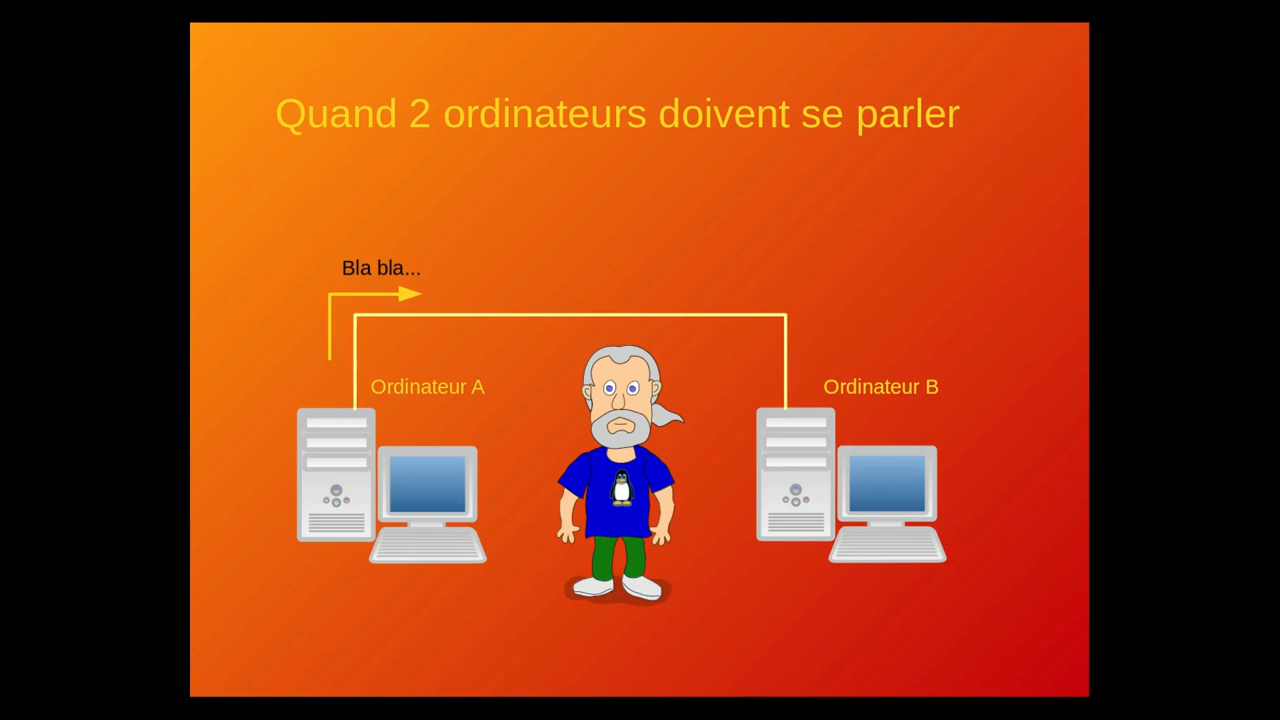 Quand 2 ordinateurs doivent se parler
Bla bla...
Ordinateur A
Ordinateur B